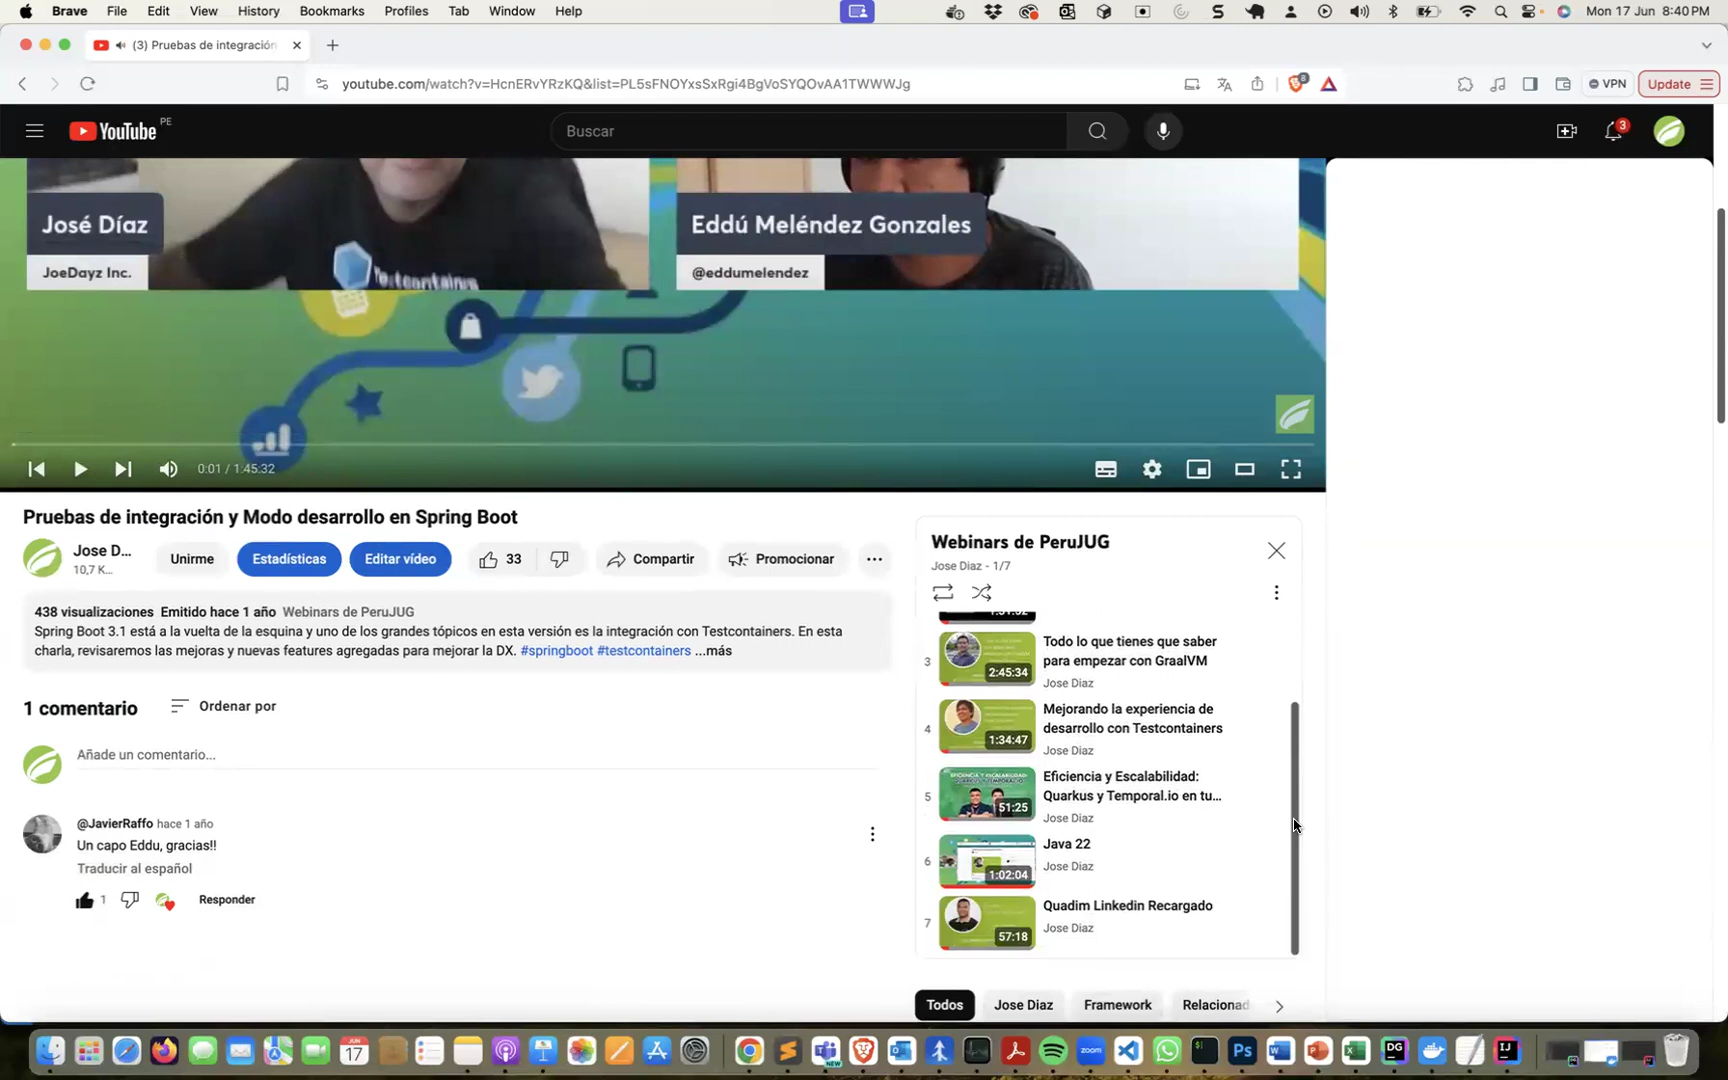 Brave File Edit View History Bookmarks Profiles Tab Window Help Mon 17 Jun 8:40 PM
(3) Pruebas de integración
youtube.com/watch?v=HcnERvYRzKQ&list=PL5sFNOYxsSxRgi4BgVoSYQOvAA1TWWWJg
8
VPN
Update
YouTube PE
Buscar
3
José Díaz
JoeDayz Inc.
Testcontainers
Eddú Meléndez Gonzales
@eddumelendez
0:01 / 1:45:32
Pruebas de integración y Modo desarrollo en Spring Boot
Jose D...
10,7 K...
Unirme
Estadísticas
Editar vídeo
33
Compartir
Promocionar
438 visualizaciones Emitido hace 1 año Webinars de PeruJUG
Spring Boot 3.1 está a la vuelta de la esquina y uno de los grandes tópicos en esta versión es la integración con Testcontainers. En esta
charla, revisaremos las mejoras y nuevas features agregadas para mejorar la DX. #springboot #testcontainers ...más
1 comentario
Ordenar por
Añade un comentario...
@JavierRaffo hace 1 año
Un capo Eddu, gracias!!
Traducir al español
1
Responder
Webinars de PeruJUG
Jose Diaz - 1/7
3
2:45:34
Todo lo que tienes que saber
para empezar con GraalVM
Jose Diaz
4
1:34:47
Mejorando la experiencia de
desarrollo con Testcontainers
Jose Diaz
5
51:25
Eficiencia y Escalabilidad:
Quarkus y Temporal.io en tu...
Jose Diaz
6
1:02:04
Java 22
Jose Diaz
7
57:18
Quadim Linkedin Recargado
Jose Diaz
Todos
Jose Diaz
Framework
Relacionad
JUN
17
NEW
zoom
Ps
DG
IJ